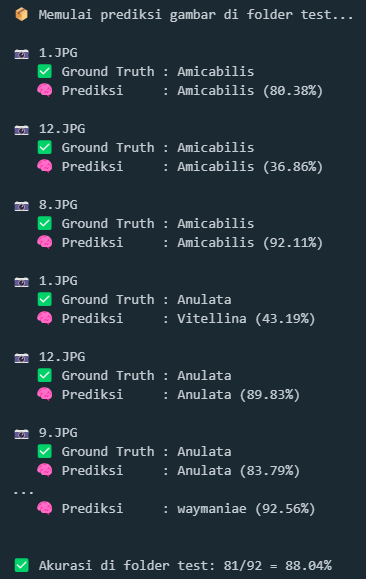 📦 Memulai prediksi gambar di folder test...
📷 1.JPG
✅ Ground Truth : Amicabilis
🧠 Prediksi     : Amicabilis (80.38%)
📷 12.JPG
✅ Ground Truth : Amicabilis
🧠 Prediksi     : Amicabilis (36.86%)
📷 8.JPG
✅ Ground Truth : Amicabilis
🧠 Prediksi     : Amicabilis (92.11%)
📷 1.JPG
✅ Ground Truth : Anulata
🧠 Prediksi     : Vitellina (43.19%)
📷 12.JPG
✅ Ground Truth : Anulata
🧠 Prediksi     : Anulata (89.83%)
📷 9.JPG
✅ Ground Truth : Anulata
🧠 Prediksi     : Anulata (83.79%)
...
🧠 Prediksi     : waymaniae (92.56%)
✅ Akurasi di folder test: 81/92 = 88.04%